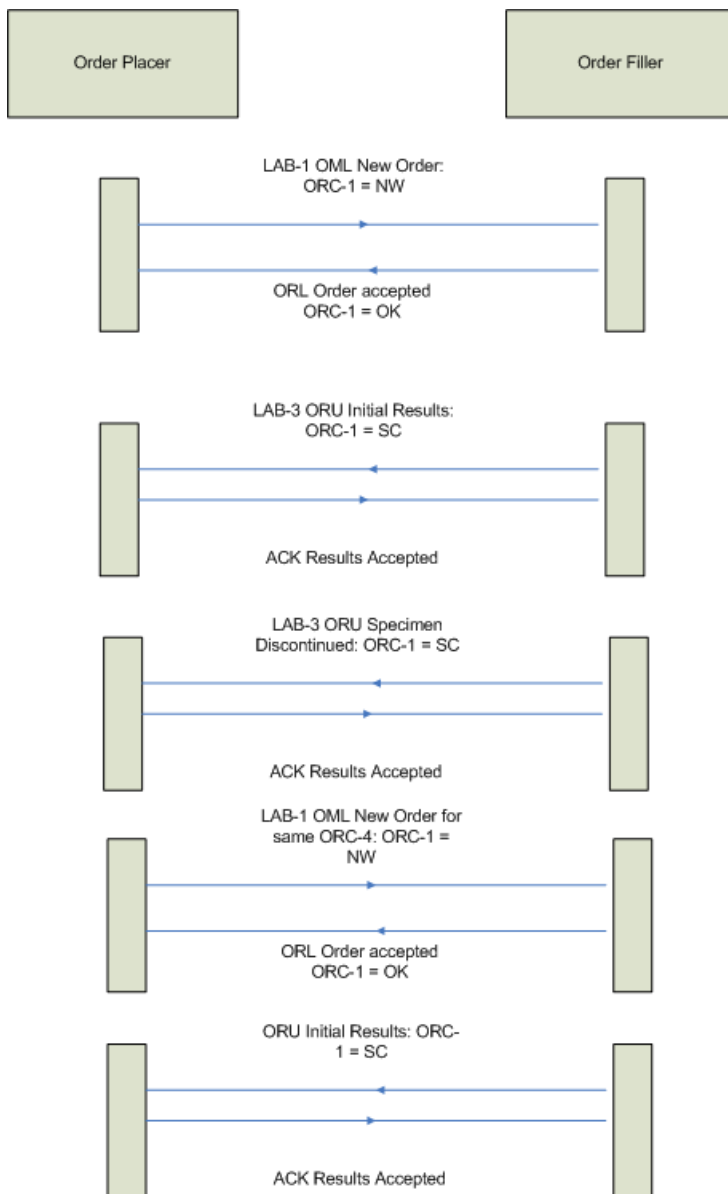 Order Placer
Order Filler
LAB-1 OML New Order:
ORC-1 = NW
ORL Order accepted
ORC-1 = OK
LAB-3 ORU Initial Results:
ORC-1 = SC
ACK Results Accepted
LAB-3 ORU Specimen
Discontinued: ORC-1 = SC
ACK Results Accepted
LAB-1 OML New Order for
same ORC-4: ORC-1 =
NW
ORL Order accepted
ORC-1 = OK
ORU Initial Results: ORC-
1 = SC
ACK Results Accepted